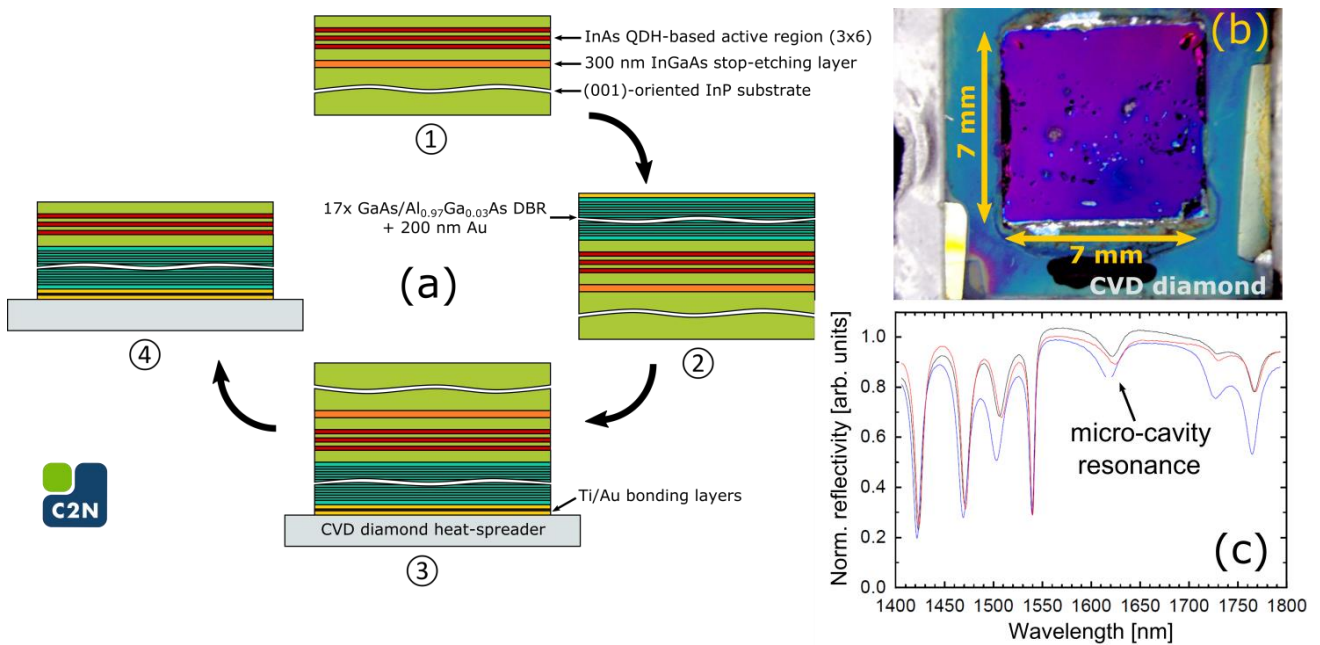 InAs QDH-based active region (3x6)
300 nm InGaAs stop-etching layer
(001)-oriented InP substrate
①
17x GaAs/Al0.97Ga0.03As DBR
+ 200 nm Au
(a)
④
②
Ti/Au bonding layers
CVD diamond heat-spreader
③
C2N
(b)
7 mm
7 mm
CVD diamond
Norm. reflectivity [arb. units]
1.0
0.8
0.6
0.4
0.2
0.0
micro-cavity
resonance
(c)
1400 1450 1500 1550 1600 1650 1700 1750 1800
Wavelength [nm]